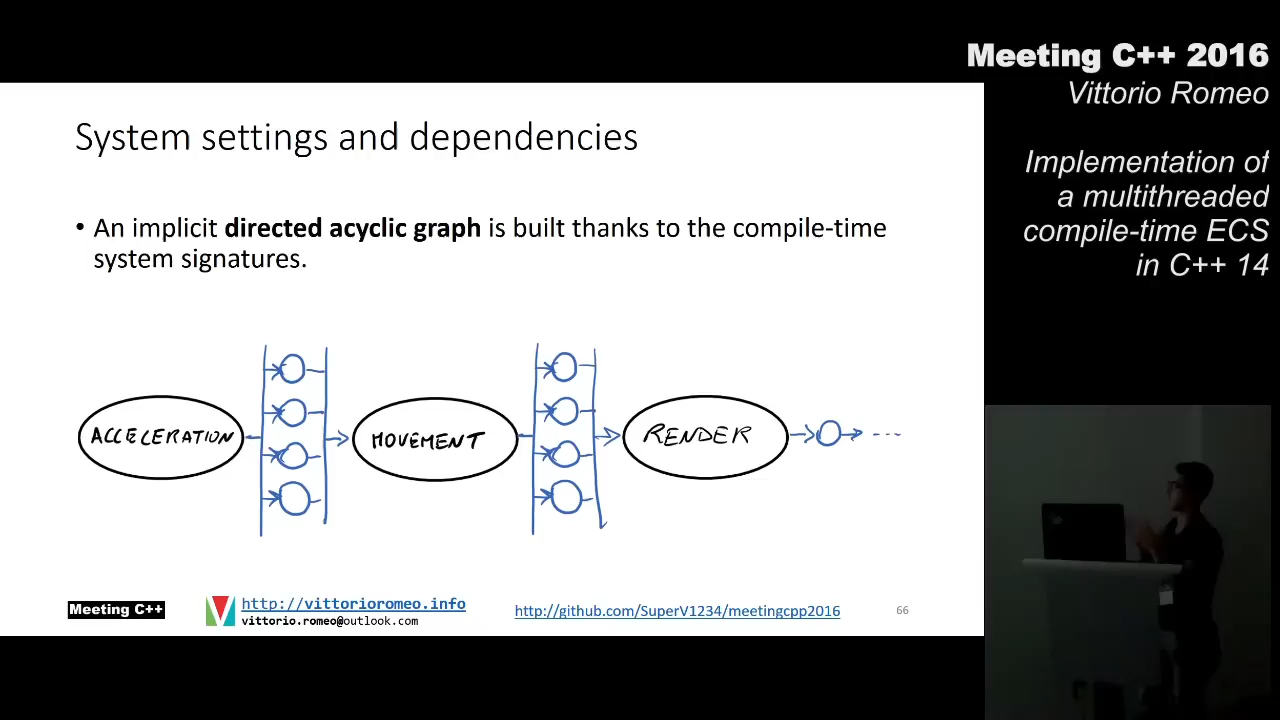 Meeting C++ 2016
Vittorio Romeo
Implementation of
a multithreaded
compile-time ECS
in C++ 14
System settings and dependencies
• An implicit directed acyclic graph is built thanks to the compile-time
system signatures.
ACCELERATION
MOVEMENT
RENDER
Meeting C++
http://vittorioromeo.info
vittorio.romeo@outlook.com
http://github.com/SuperV1234/meetingcpp2016
66